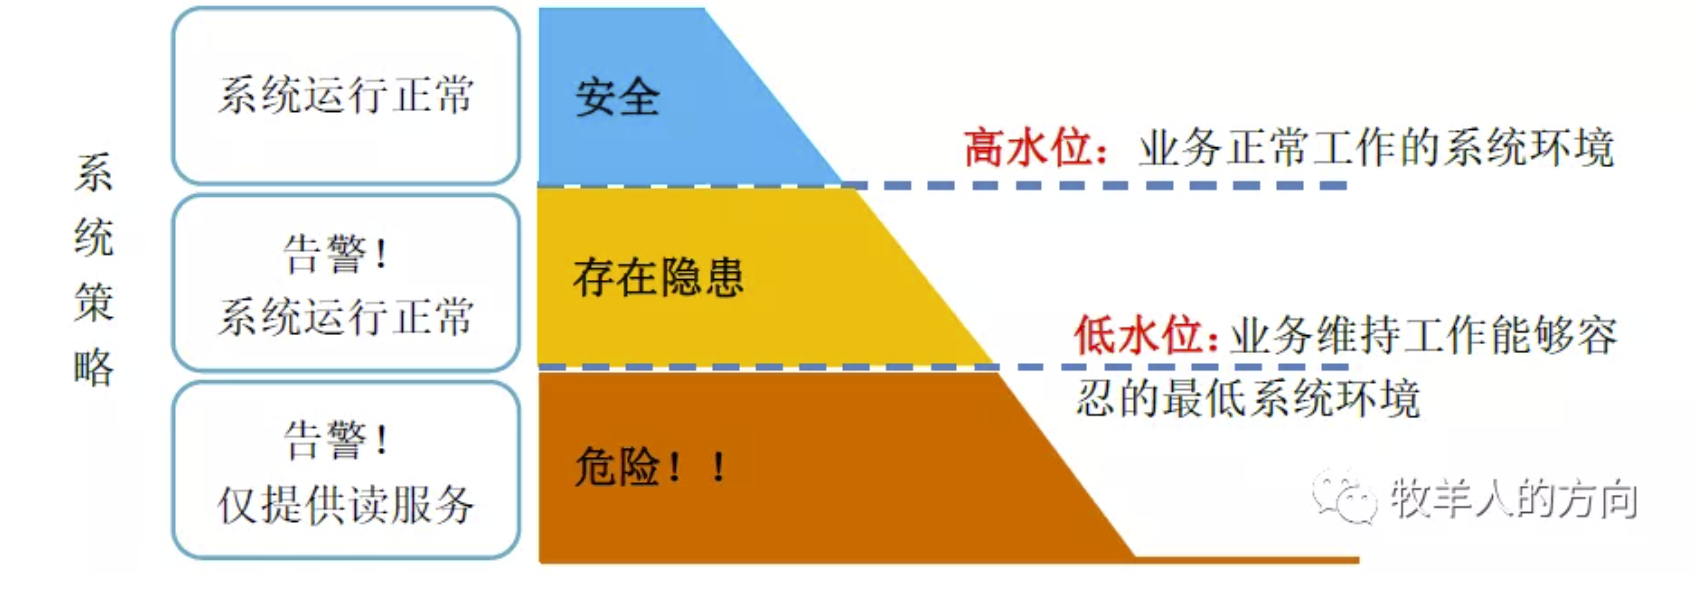 系统策略
系统运行正常
告警！
系统运行正常
告警！
仅提供读服务
安全
存在隐患
危险！！
高水位：业务正常工作的系统环境
低水位：业务维持工作能够容
忍的最低系统环境
牧羊人的方向